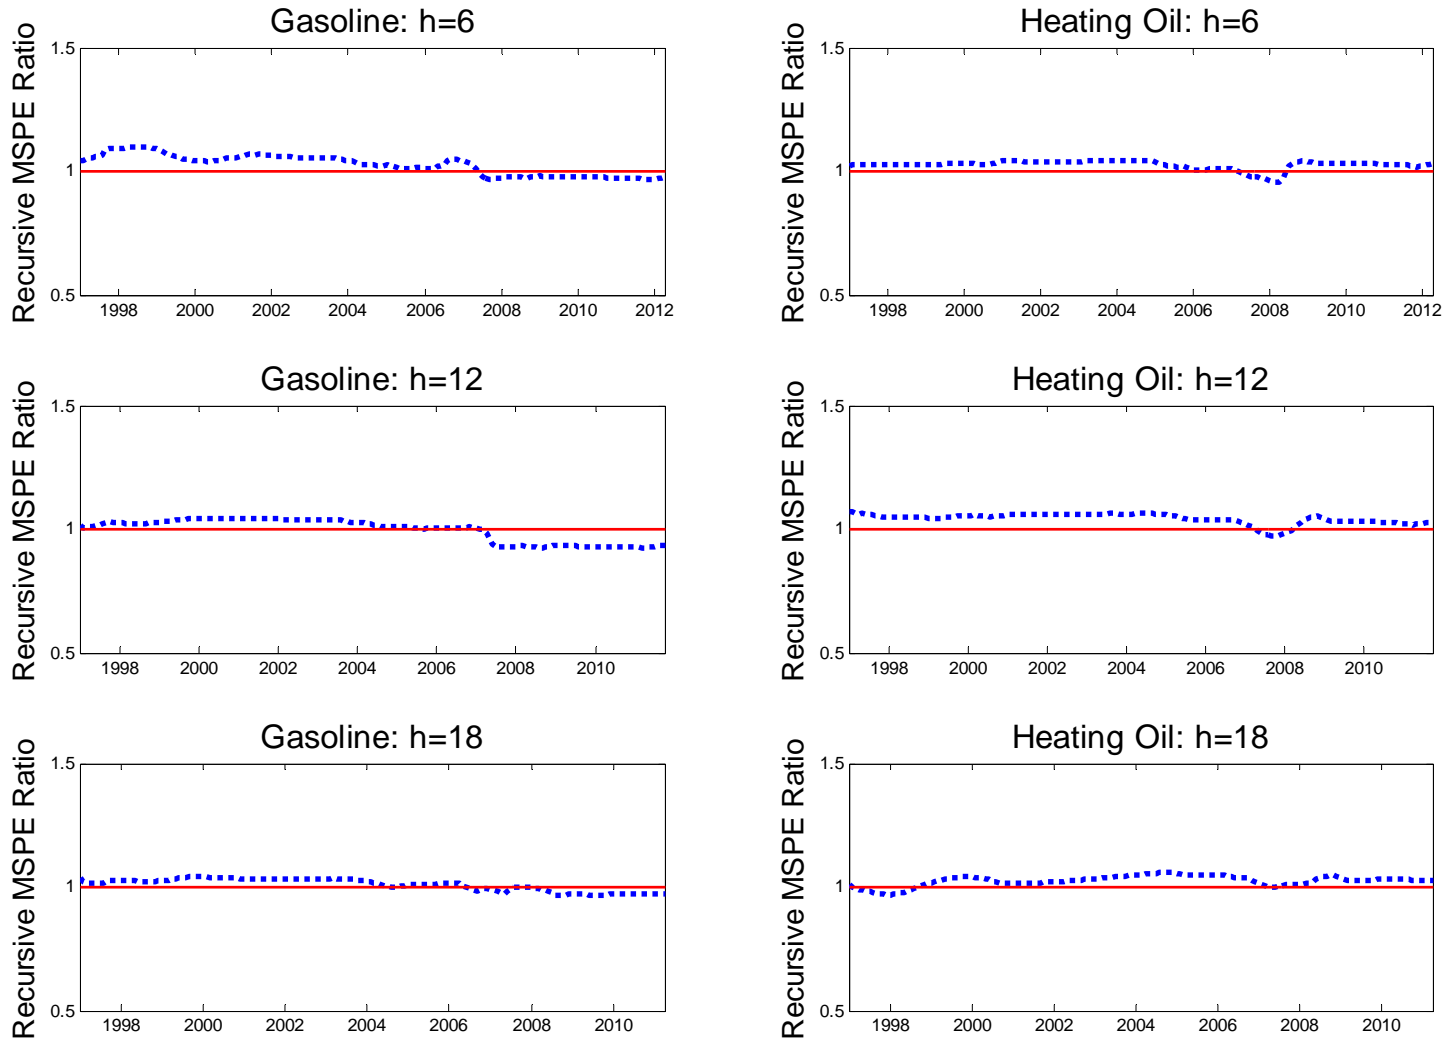 Gasoline: h=6
Recursive MSPE Ratio
1.5
1
0.5
1998 2000 2002 2004 2006 2008 2010 2012
Heating Oil: h=6
Recursive MSPE Ratio
1.5
1
0.5
1998 2000 2002 2004 2006 2008 2010 2012
Gasoline: h=12
Recursive MSPE Ratio
1.5
1
0.5
1998 2000 2002 2004 2006 2008 2010
Heating Oil: h=12
Recursive MSPE Ratio
1.5
1
0.5
1998 2000 2002 2004 2006 2008 2010
Gasoline: h=18
Recursive MSPE Ratio
1.5
1
0.5
1998 2000 2002 2004 2006 2008 2010
Heating Oil: h=18
Recursive MSPE Ratio
1.5
1
0.5
1998 2000 2002 2004 2006 2008 2010